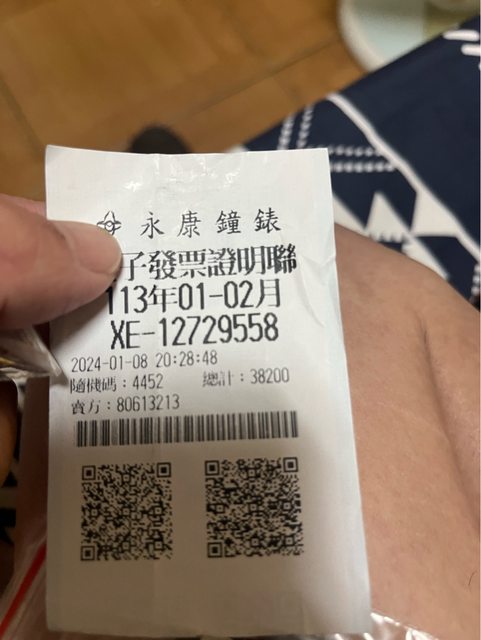 永康鐘錶
子發票證明聯
113年01-02月
XE-12729558
2024-01-08 20:28:48
隨機碼：4452 總計：38200
賣方：80613213